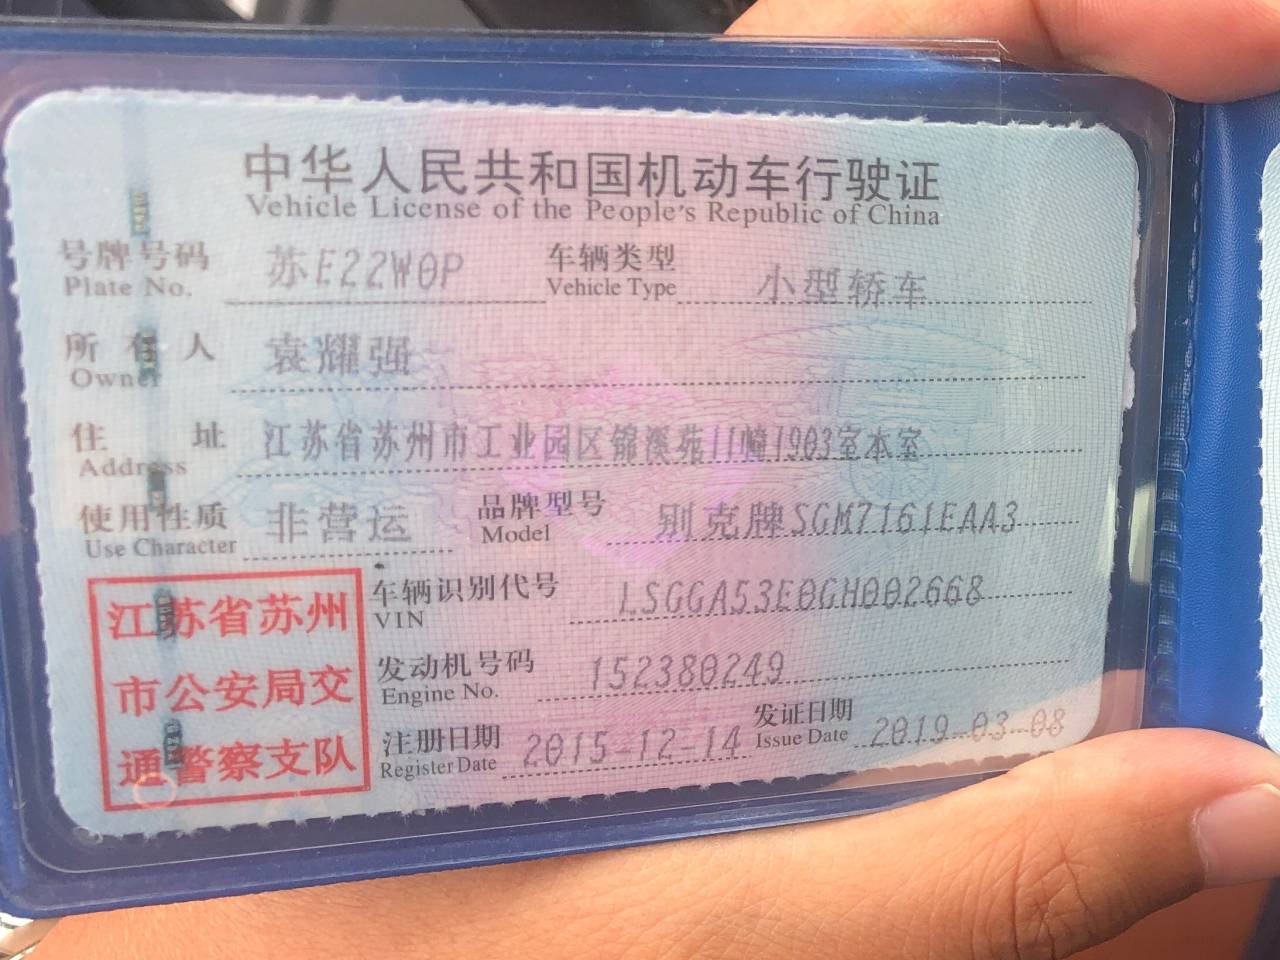 中华人民共和国机动车行驶证
Vehicle License of the People's Republic of China
号牌号码 苏E22W0P 车辆类型 小型轿车
Plate No. Vehicle Type
所有人 袁耀强
Owner
住址 江苏省苏州市工业园区锦溪苑11幢1903室本室
Address
使用性质 非营运 品牌型号 别克牌SGM7161EAA3
Use Character Model
车辆识别代号 LSGGA53E0GH002668
VIN
发动机号码 152380249
Engine No.
注册日期 2015-12-14 发证日期 2019-03-08
Register Date Issue Date
江苏省苏州
市公安局交
通警察支队